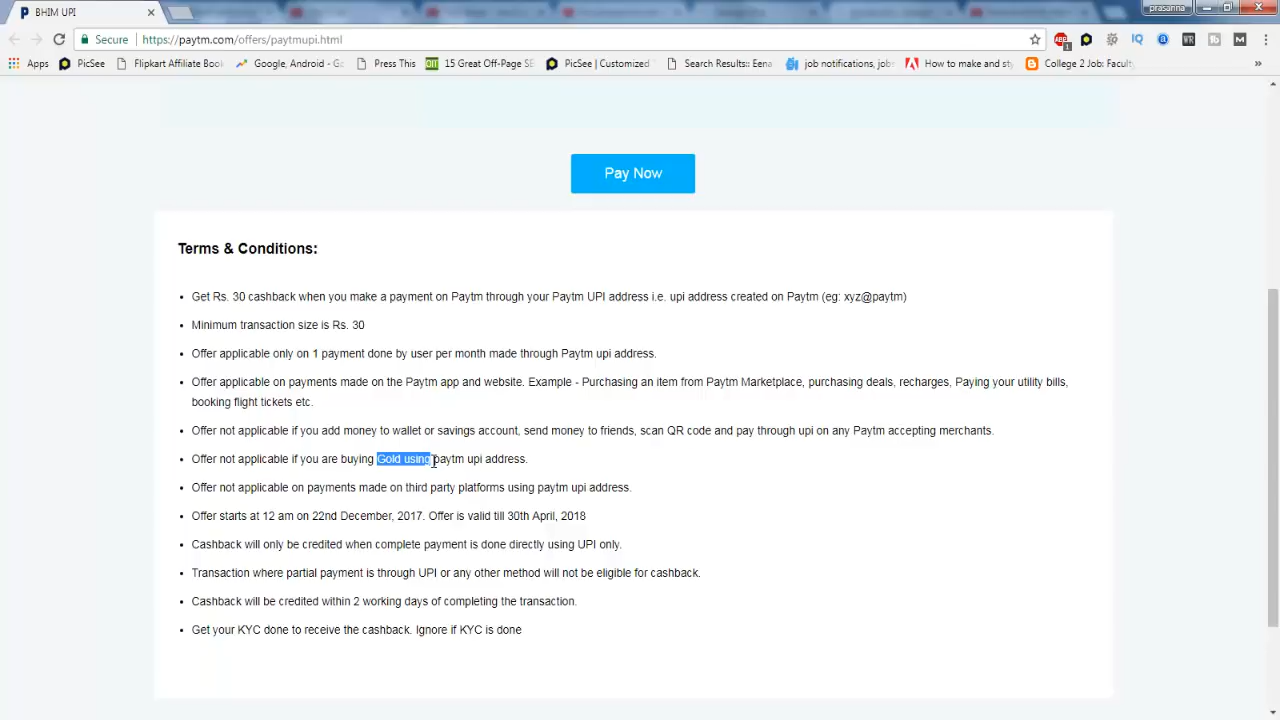 BHIM UPI
prasanna
Secure https://paytm.com/offers/paytmupi.html
Apps PicSee Flipkart Affiliate Boo Google, Android - Press This 15 Great Off-Page SE PicSee | Customized Search Results:: Eena job notifications, job How to make and College 2 Job: Facult »
Pay Now
Terms & Conditions:
• Get Rs. 30 cashback when you make a payment on Paytm through your Paytm UPI address i.e. upi address created on Paytm (eg: xyz@paytm)
• Minimum transaction size is Rs. 30
• Offer applicable only on 1 payment done by user per month made through Paytm upi address.
• Offer applicable on payments made on the Paytm app and website. Example - Purchasing an item from Paytm Marketplace, purchasing deals, recharges, Paying your utility bills,
booking flight tickets etc.
• Offer not applicable if you add money to wallet or savings account, send money to friends, scan QR code and pay through upi on any Paytm accepting merchants.
• Offer not applicable if you are buying Gold using paytm upi address.
• Offer not applicable on payments made on third party platforms using paytm upi address.
• Offer starts at 12 am on 22nd December, 2017. Offer is valid till 30th April, 2018
• Cashback will only be credited when complete payment is done directly using UPI only.
• Transaction where partial payment is through UPI or any other method will not be eligible for cashback.
• Cashback will be credited within 2 working days of completing the transaction.
• Get your KYC done to receive the cashback. Ignore if KYC is done